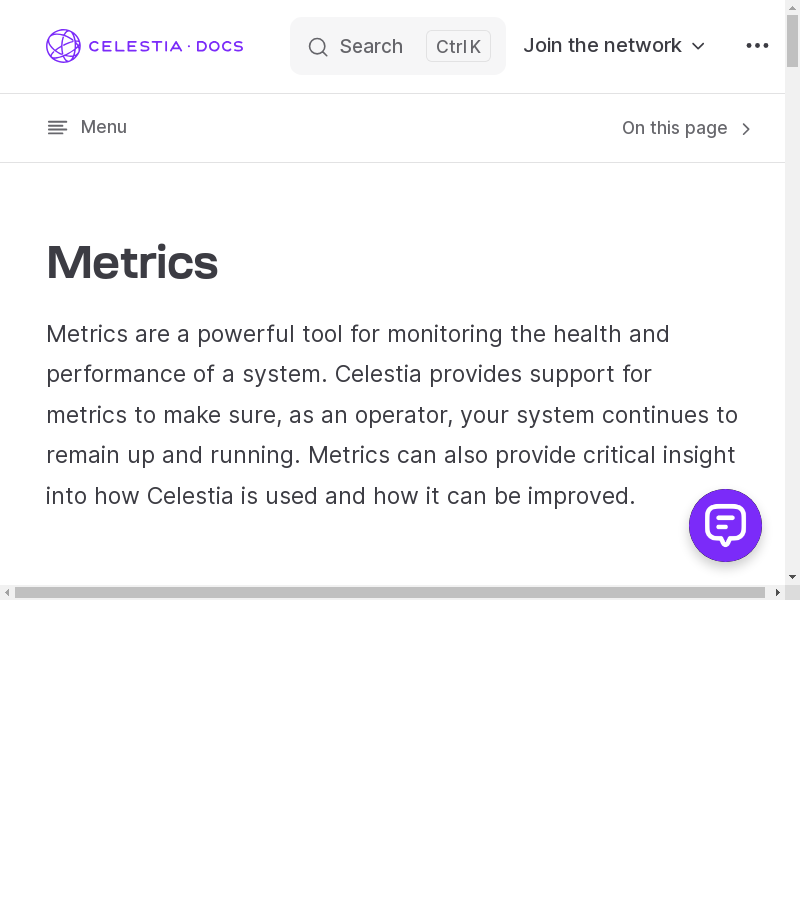 CELESTIA · DOCS
Search
Ctrl K
Join the network
Menu
On this page
Metrics
Metrics are a powerful tool for monitoring the health and
performance of a system. Celestia provides support for
metrics to make sure, as an operator, your system continues to
remain up and running. Metrics can also provide critical insight
into how Celestia is used and how it can be improved.